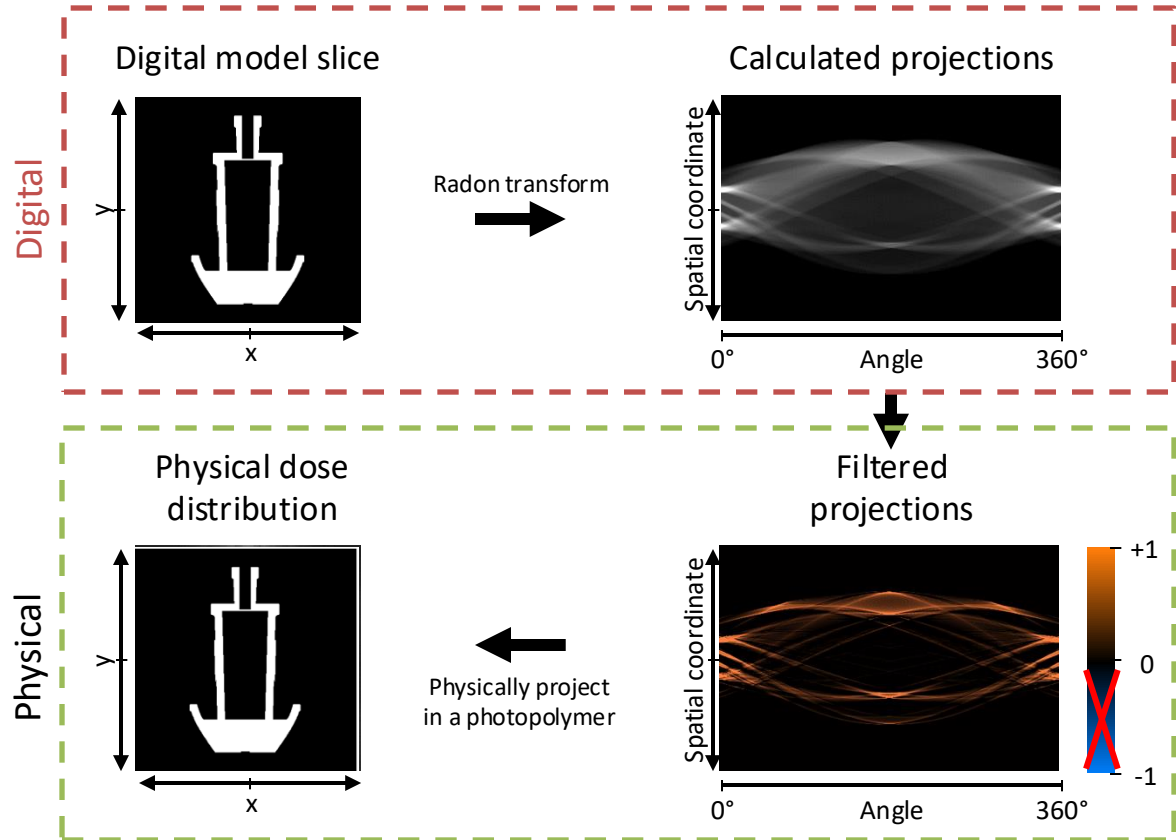 Digital
Digital model slice
y
x
Radon transform
Calculated projections
Spatial coordinate
0°
Angle
360°
Physical
Physical dose
distribution
y
x
Physically project
in a photopolymer
Filtered
projections
Spatial coordinate
0°
Angle
360°
+1
0
-1